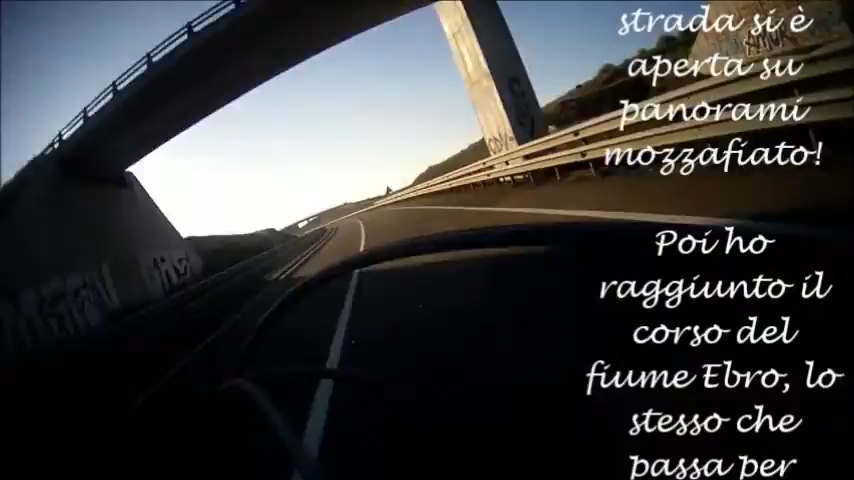 strada si è
aperta su
panorami
mozzafiato!
Poi ho
raggiunto il
corso del
fiume Ebro, lo
stesso che
passa per